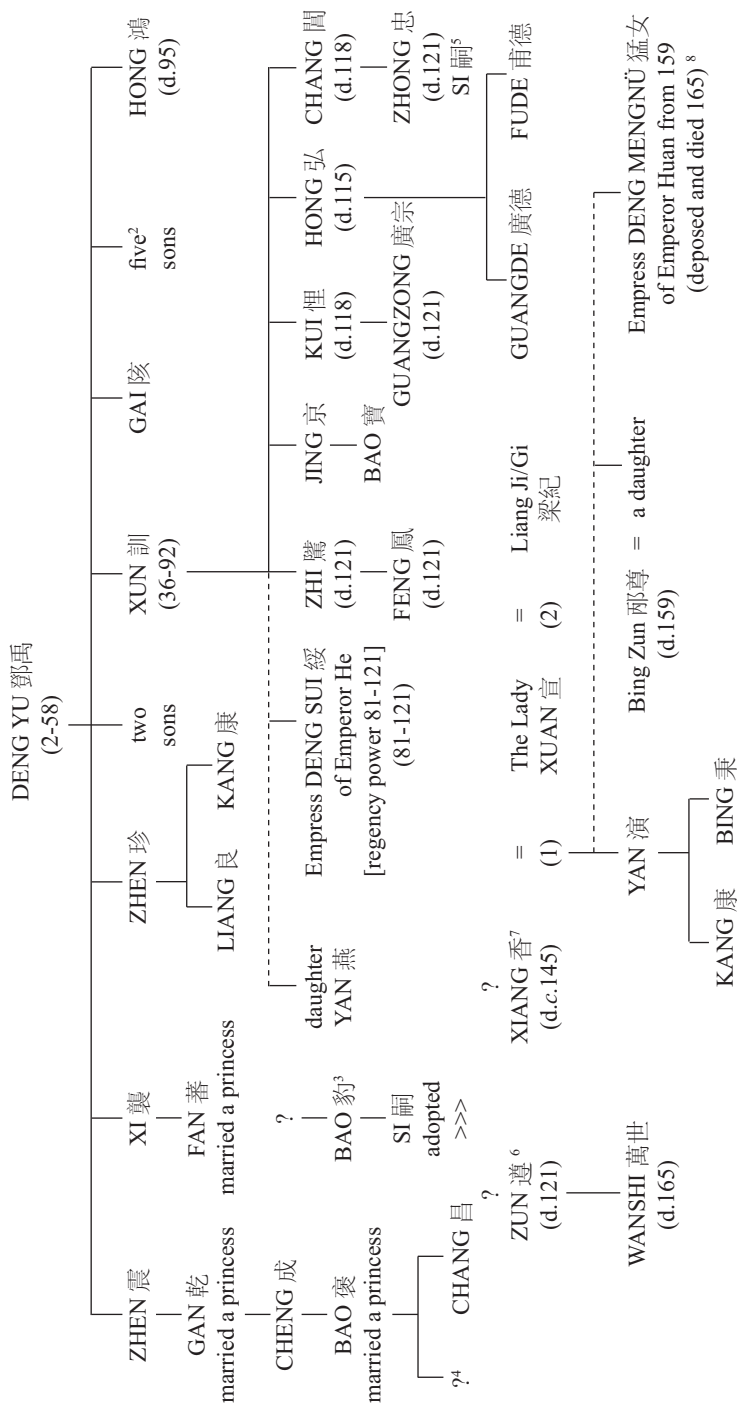 DENG YU 鄧禹
(2-58)
ZHEN 震
XI 襲
ZHEN 珍
two
sons
XUN 訓
(36-92)
GAI 陔
five²
sons
HONG 鴻
(d.95)
GAN 乾
married a princess
FAN 蕃
married a princess
LIANG 良
KANG 康
CHENG 成
?
daughter
YAN 燕
Empress DENG SUI 綏
of Emperor He
[regency power 81-121]
(81-121)
ZHI 騭
(d.121)
JING 京
KUI 悝
(d.118)
HONG 弘
(d.115)
CHANG 閶
(d.118)
BAO 褒
married a princess
BAO 豹³
FENG 鳳
(d.121)
BAO 寶
GUANGZONG 廣宗
(d.121)
ZHONG 忠
(d.121)
SI 嗣⁵
SI 嗣
adopted
>>>
?⁴
CHANG 昌
GUANGDE 廣德
FUDE 甫德
?
ZUN 遵 ⁶
(d.121)
?
XIANG 香⁷
(d.c.145)
=
(1)
The Lady
XUAN 宣
=
(2)
Liang Ji/Gi
梁紀
WANSHI 萬世
(d.165)
YAN 演
Bing Zun 邴尊 = a daughter
(d.159)
Empress DENG MENGNÜ 猛女
of Emperor Huan from 159
(deposed and died 165) ⁸
KANG 康
BING 秉